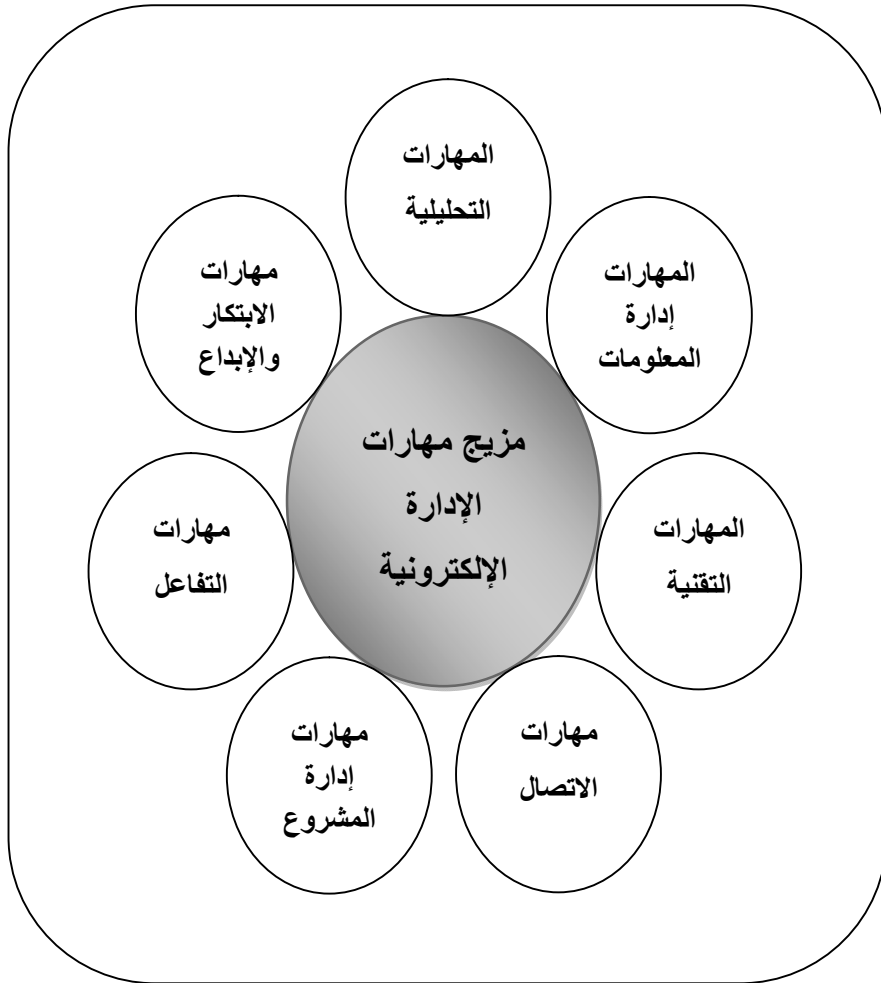 المهارات
التحليلية
المهارات
إدارة
المعلومات
مهارات
الابتكار
والإبداع
مزيج مهارات
الإدارة
الإلكترونية
المهارات
التقنية
مهارات
التفاعل
مهارات
الاتصال
مهارات
إدارة
المشروع